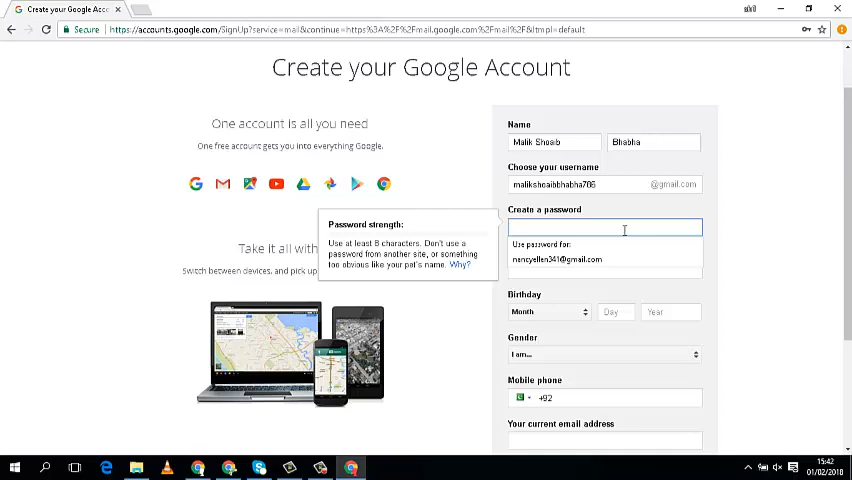 Create your Google Acco
Secure
https://accounts.google.com/SignUp?service=mail&continue=https%3A%2F%2Fmail.google.com%2Fmail%2F&ltmpl=default
Create your Google Account
One account is all you need
One free account gets you into everything Google.
Take it all with
Switch between devices, and pick up
Name
Malik Shoaib
Bhabha
Choose your username
malikshoaibbhabha786
@gmail.com
Create a password
Password strength:
Use at least 8 characters. Don't use a
password from another site, or something
too obvious like your pet's name. Why?
Use password for:
nancyellen341@gmail.com
Birthday
Month
Day
Year
Gender
I am...
Mobile phone
+92
Your current email address
15:42
01/02/2018